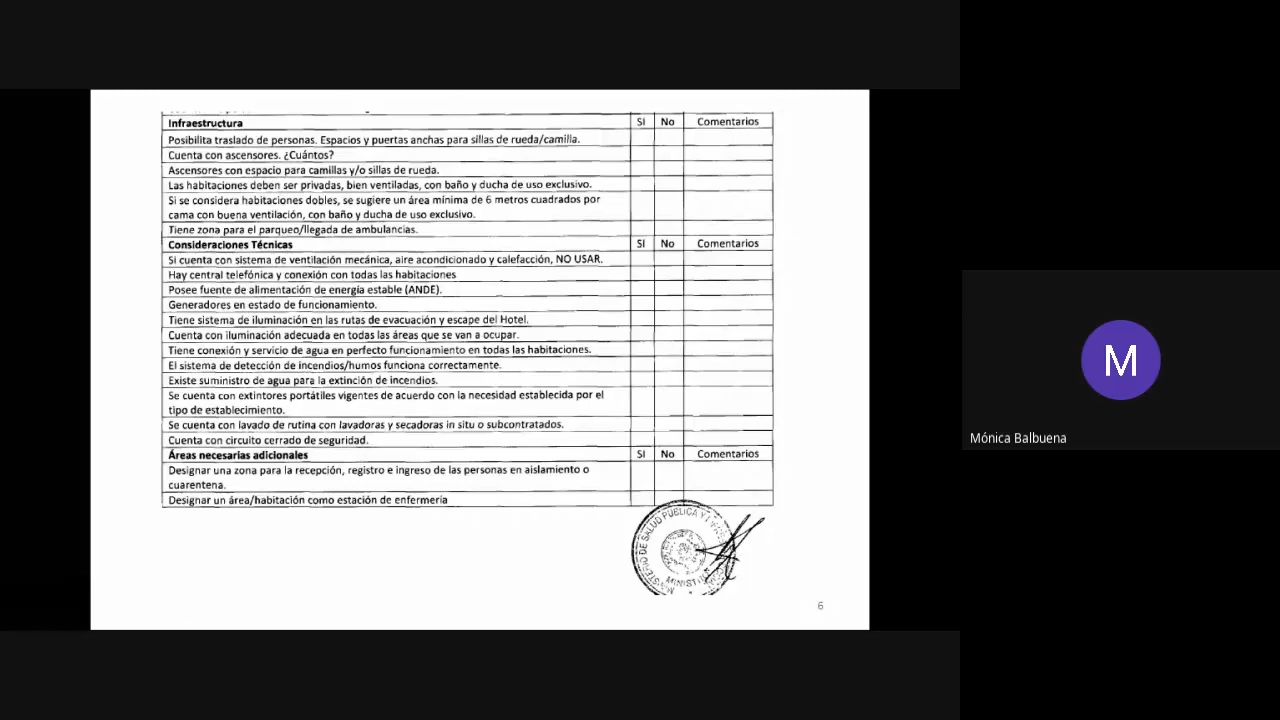 Infraestructura SI No Comentarios
Posibilita traslado de personas. Espacios y puertas anchas para sillas de rueda/camilla.
Cuenta con ascensores. ¿Cuántos?
Ascensores con espacio para camillas y/o sillas de rueda.
Las habitaciones deben ser privadas, bien ventiladas, con baño y ducha de uso exclusivo.
Si se considera habitaciones dobles, se sugiere un área mínima de 6 metros cuadrados por
cama con buena ventilación, con baño y ducha de uso exclusivo.
Tiene zona para el parqueo/llegada de ambulancias.
Consideraciones Técnicas SI No Comentarios
Si cuenta con sistema de ventilación mecánica, aire acondicionado y calefacción, NO USAR.
Hay central telefónica y conexión con todas las habitaciones
Posee fuente de alimentación de energía estable (ANDE).
Generadores en estado de funcionamiento.
Tiene sistema de iluminación en las rutas de evacuación y escape del Hotel.
Cuenta con iluminación adecuada en todas las áreas que se van a ocupar.
Tiene conexión y servicio de agua en perfecto funcionamiento en todas las habitaciones.
El sistema de detección de incendios/humos funciona correctamente.
Existe suministro de agua para la extinción de incendios.
Se cuenta con extintores portátiles vigentes de acuerdo con la necesidad establecida por el
tipo de establecimiento.
Se cuenta con lavado de rutina con lavadoras y secadoras in situ o subcontratados.
Cuenta con circuito cerrado de seguridad.
Áreas necesarias adicionales SI No Comentarios
Designar una zona para la recepción, registro e ingreso de las personas en aislamiento o
cuarentena.
Designar un área/habitación como estación de enfermería
MINISTERIO DE SALUD PUBLICA Y
6
M
Mónica Balbuena